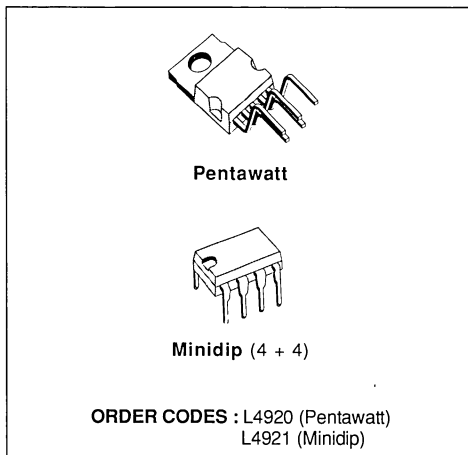 Pentawatt
Minidip (4 + 4)
ORDER CODES : L4920 (Pentawatt)
L4921 (Minidip)